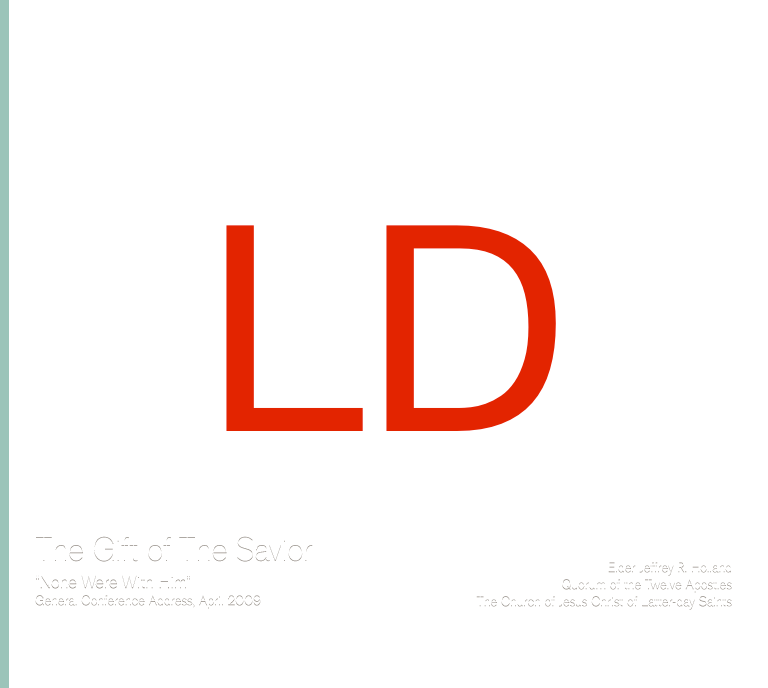 LD
The Gift of The Savior
"None Were With Him"
General Conference Address, April 2009
Elder Jeffrey R. Holland
Quorum of the Twelve Apostles
The Church of Jesus Christ of Latter-day Saints